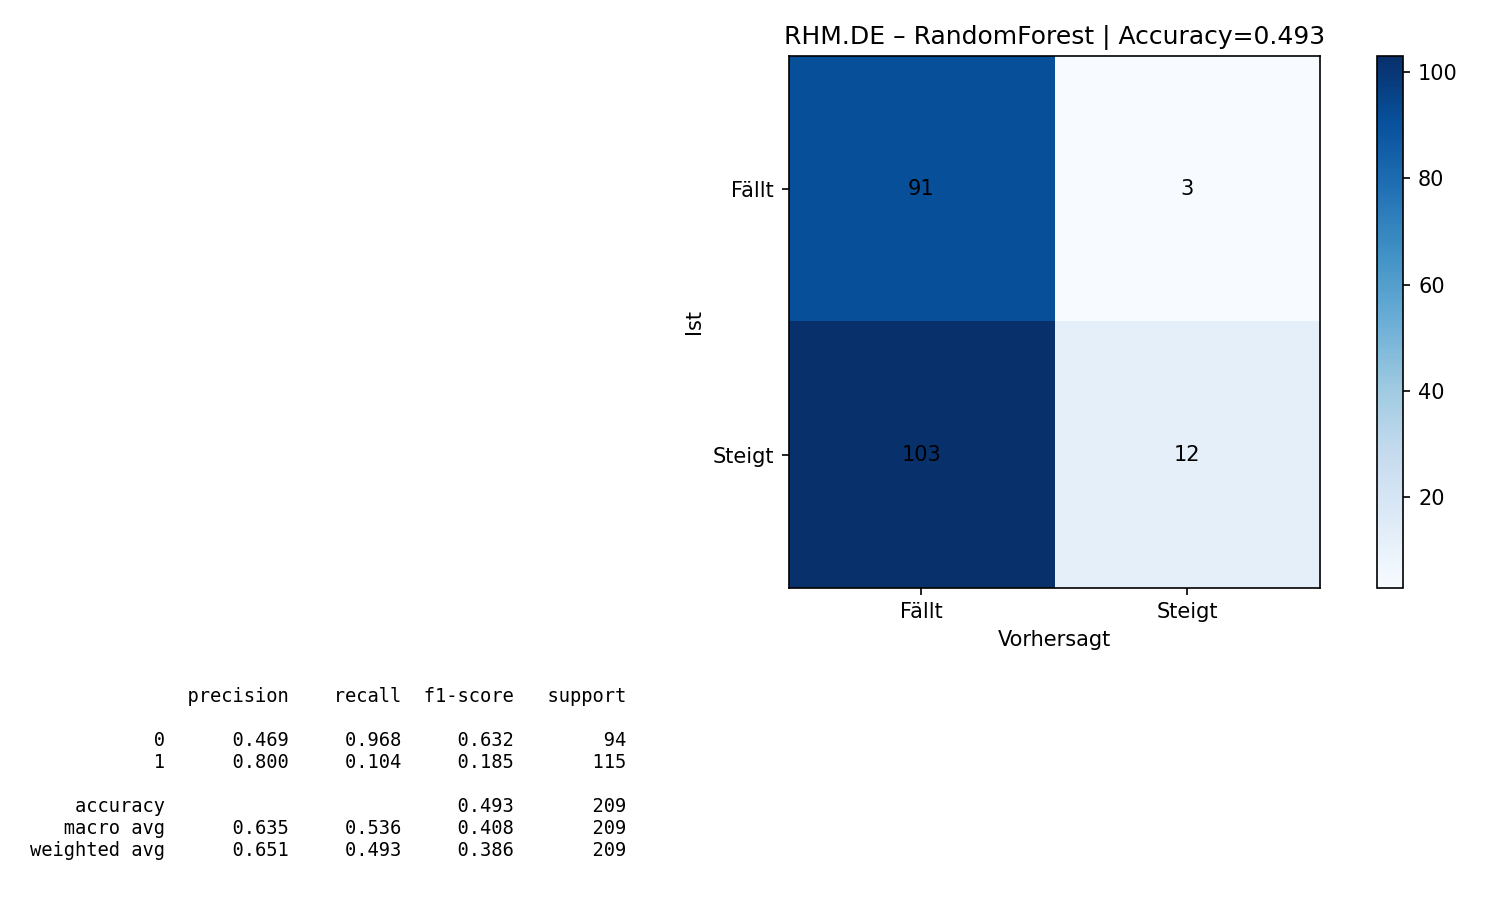 RHM.DE – RandomForest | Accuracy=0.493
100
80
60
40
20
Fällt
Steigt
Ist
91
3
103
12
Fällt
Steigt
Vorhersagt
precision recall f1-score support
0 0.469 0.968 0.632 94
1 0.800 0.104 0.185 115
accuracy 0.493 209
macro avg 0.635 0.536 0.408 209
weighted avg 0.651 0.493 0.386 209